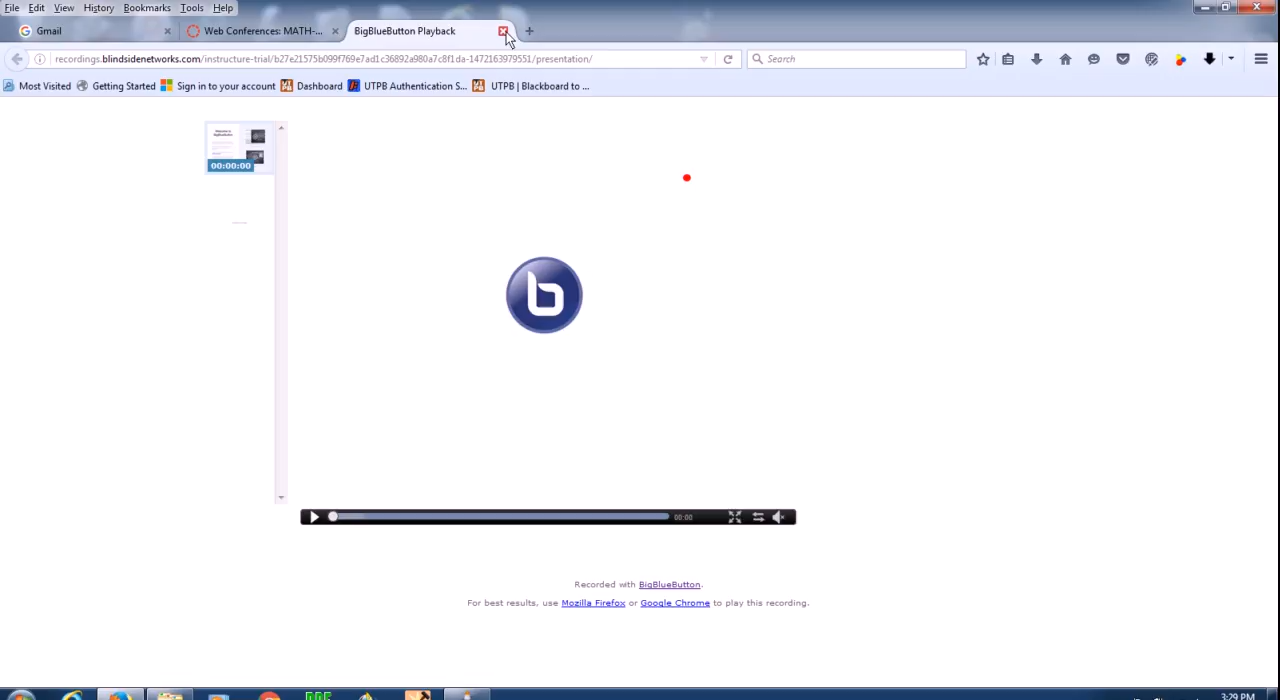 File Edit View History Bookmarks Tools Help
Gmail
Web Conferences: MATH-...
BigBlueButton Playback
recordings.blindsidenetworks.com/instructure-trial/b27e21575b099f769e7ad1c36892a980a7c8f1da-1472163979551/presentation/
Search
Most Visited Getting Started Sign in to your account Dashboard UTPB Authentication S... UTPB | Blackboard to ...
Welcome to
BigBlueButton
00:00:00
00:00
Recorded with BigBlueButton.
For best results, use Mozilla Firefox or Google Chrome to play this recording.
3:29 PM